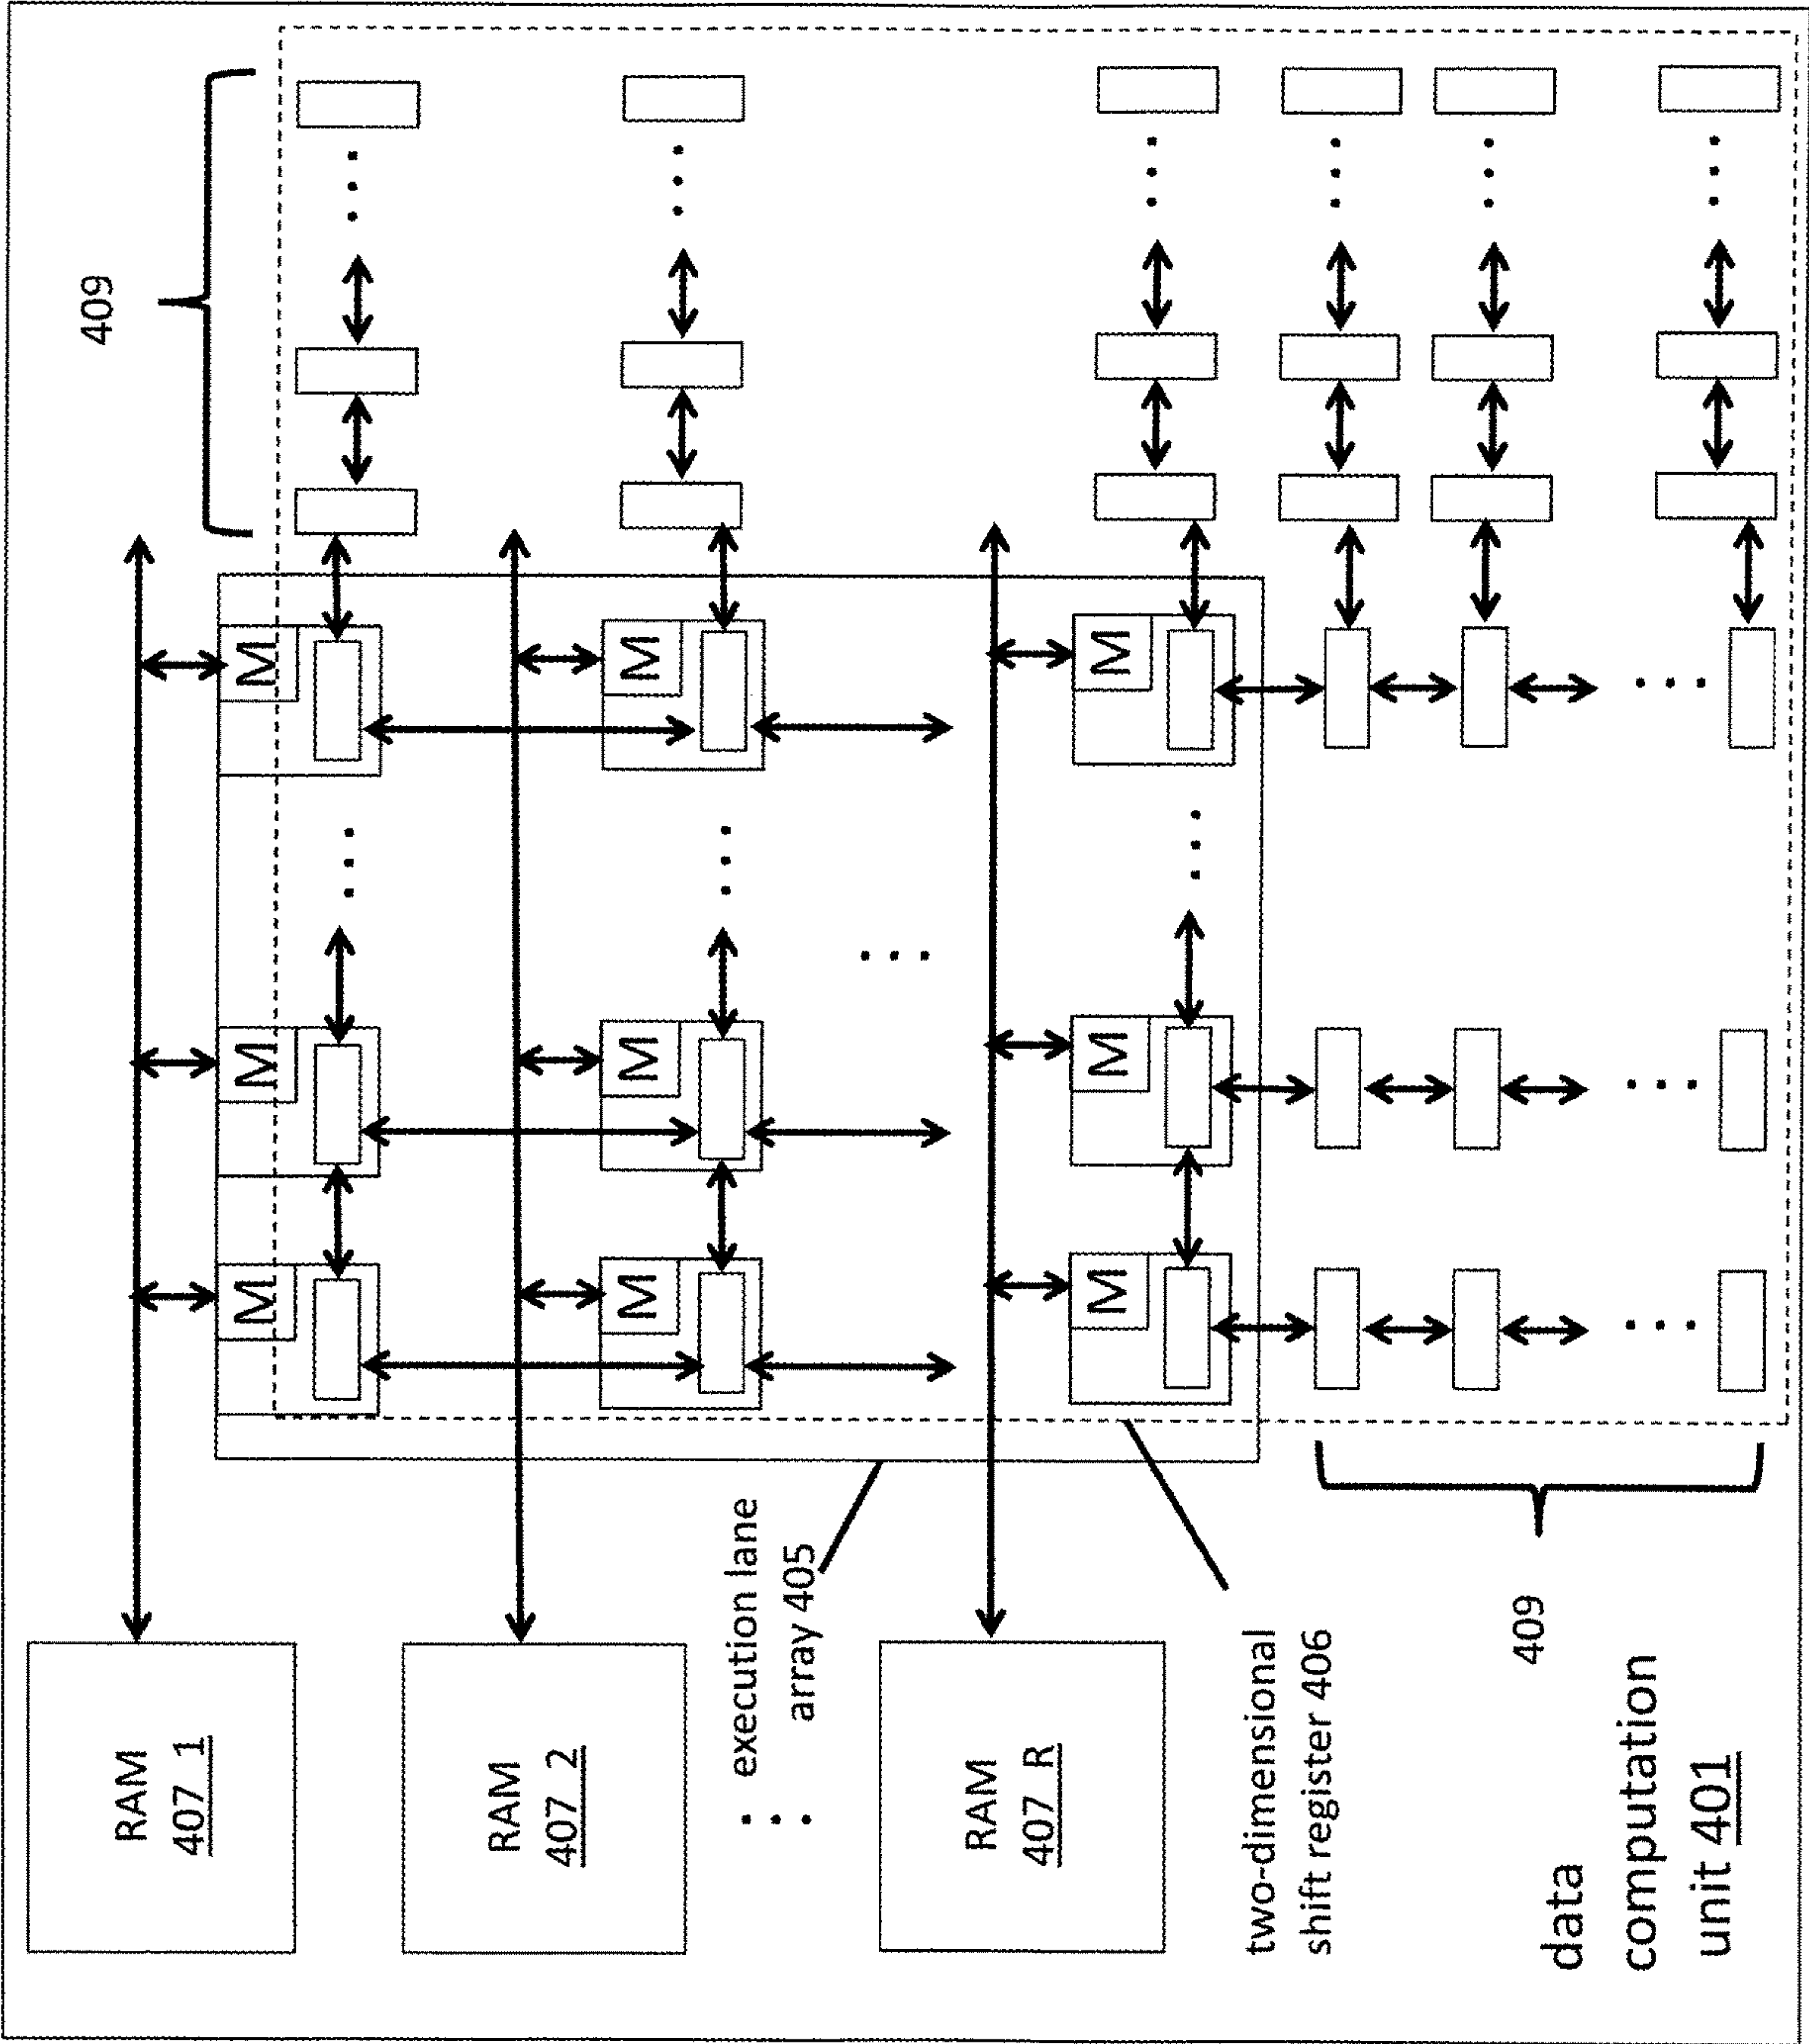 409
RAM
407_1
M
M
M
RAM
407_2
M
M
M
execution lane
array 405
RAM
407_R
M
M
M
two-dimensional
shift register 406
409
data
computation
unit 401